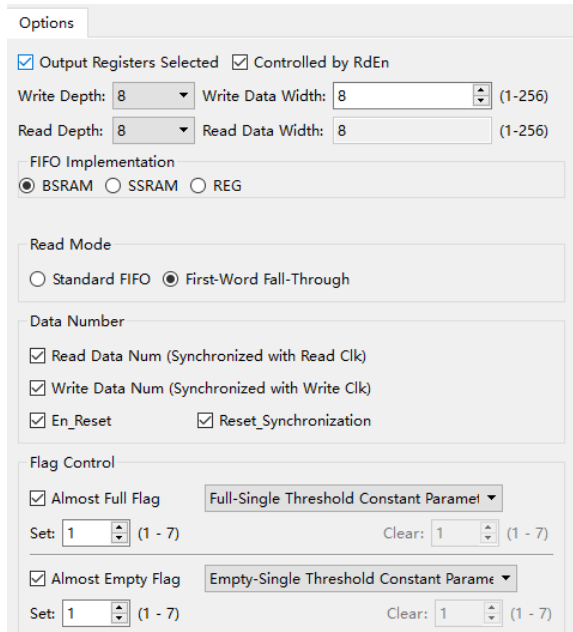 Options
Output Registers Selected Controlled by RdEn
Write Depth: 8 Write Data Width: 8 (1-256)
Read Depth: 8 Read Data Width: 8 (1-256)
FIFO Implementation
BSRAM SSRAM REG
Read Mode
Standard FIFO First-Word Fall-Through
Data Number
Read Data Num (Synchronized with Read Clk)
Write Data Num (Synchronized with Write Clk)
En_Reset Reset_Synchronization
Flag Control
Almost Full Flag Full-Single Threshold Constant Paramet
Set: 1 (1 - 7) Clear: 1 (1 - 7)
Almost Empty Flag Empty-Single Threshold Constant Parame
Set: 1 (1 - 7) Clear: 1 (1 - 7)